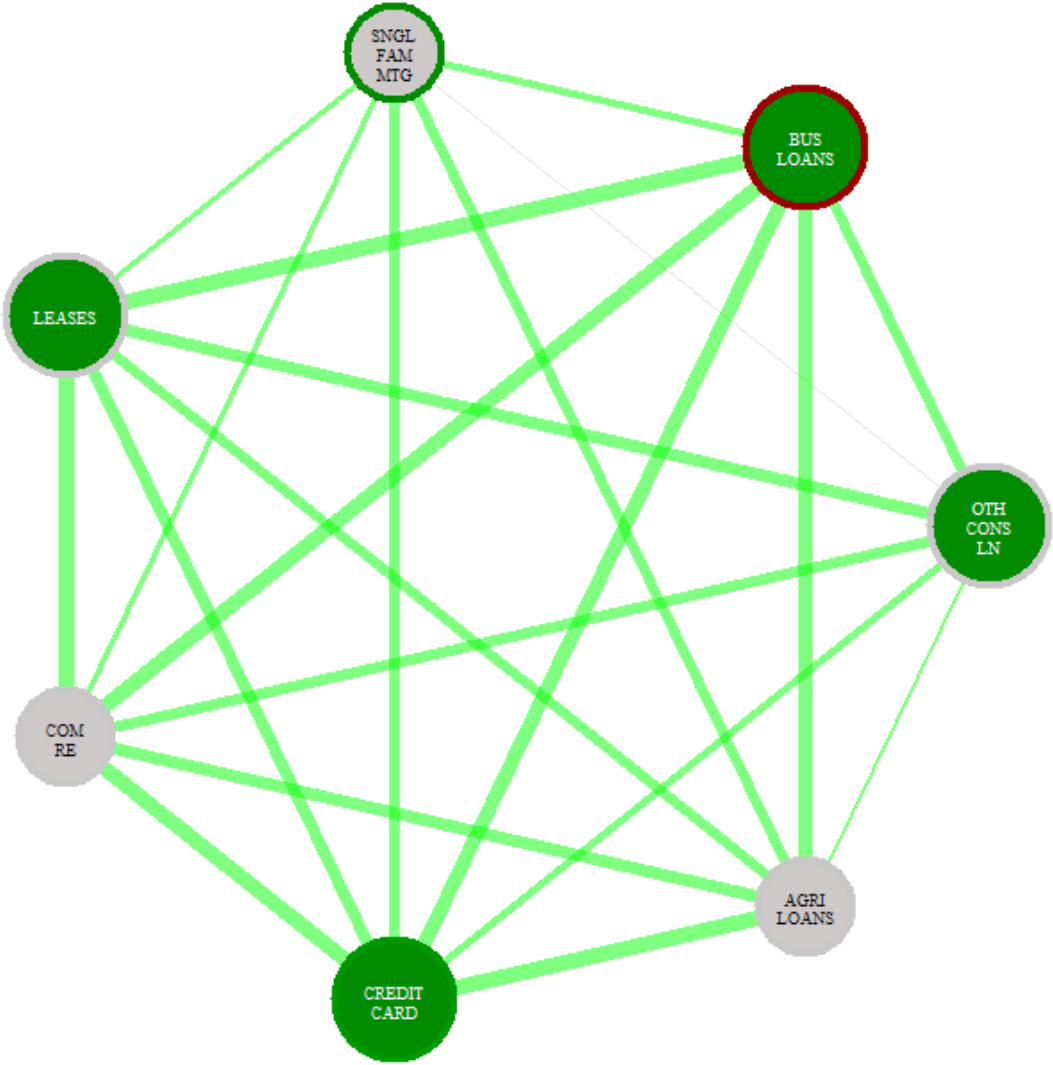 SNGL
FAM
MTG
BUS
LOANS
LEASES
OTH
CONS
LN
COM
RE
AGRI
LOANS
CREDIT
CARD